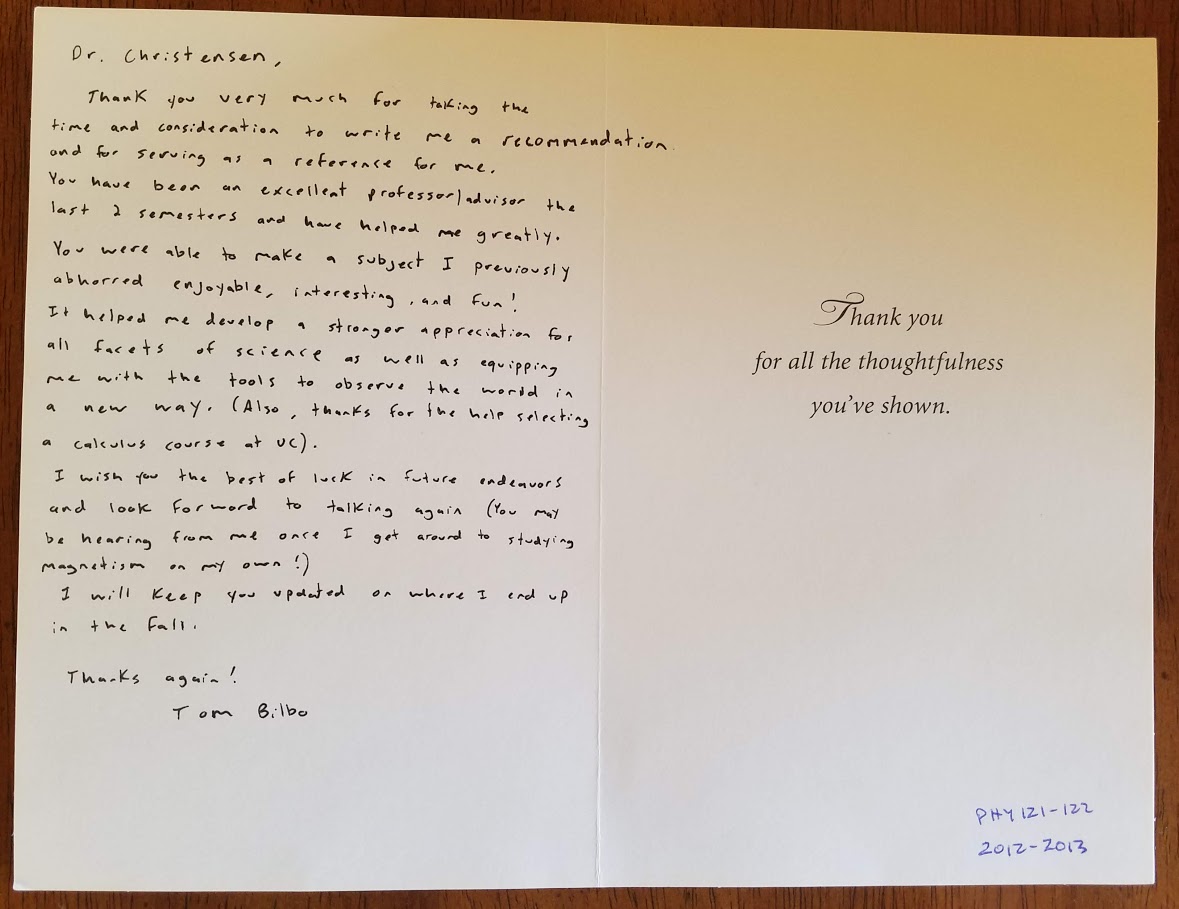 Dr. Christensen,
Thank you very much for taking the
time and consideration to write me a recommendation
and for serving as a reference for me.
You have been an excellent professor/advisor the
last 2 semesters and have helped me greatly.
You were able to make a subject I previously
abhorred enjoyable, interesting, and fun!
It helped me develop a stronger appreciation for
all facets of science as well as equipping
me with the tools to observe the world in
a new way. (Also, thanks for the help selecting
a calculus course at UC).
I wish you the best of luck in future endeavors
and look forward to talking again (You may
be hearing from me once I get around to studying
magnetism on my own!)
I will keep you updated on where I end up
in the fall.
Thanks again!
Tom Bilbo
Thank you
for all the thoughtfulness
you've shown.
PHY 121-122
2012-2013